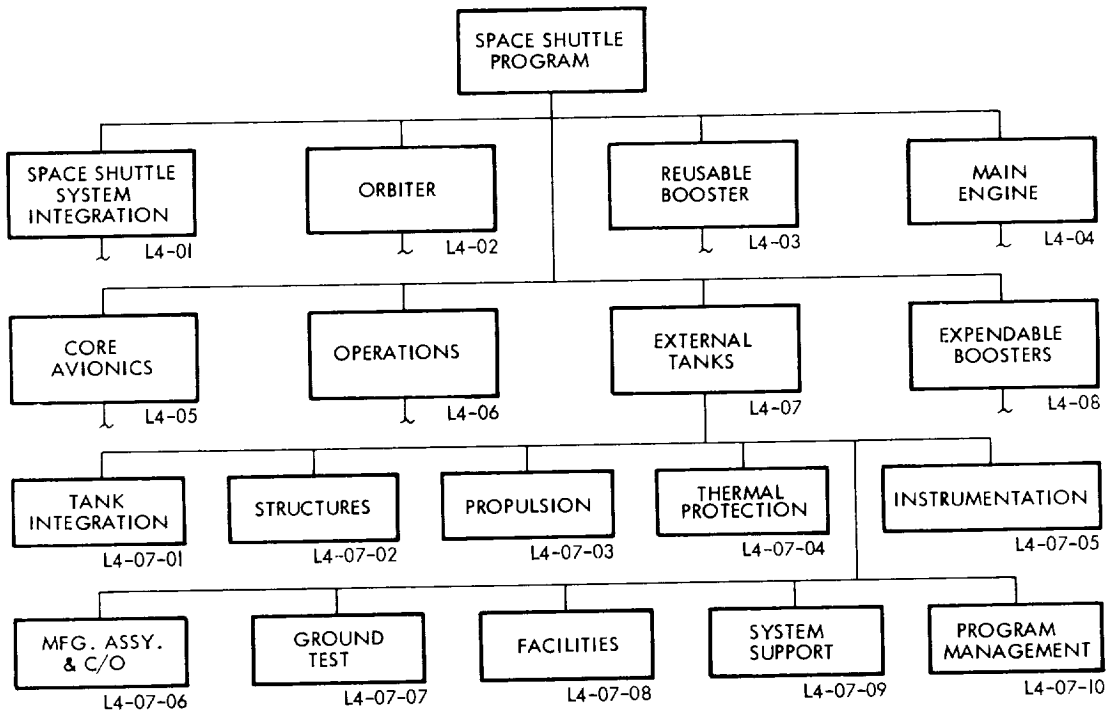 SPACE SHUTTLE
PROGRAM
SPACE SHUTTLE
SYSTEM
INTEGRATION
L4-01
ORBITER
L4-02
REUSABLE
BOOSTER
L4-03
MAIN
ENGINE
L4-04
CORE
AVIONICS
L4-05
OPERATIONS
L4-06
EXTERNAL
TANKS
L4-07
EXPENDABLE
BOOSTERS
L4-08
TANK
INTEGRATION
L4-07-01
STRUCTURES
L4-07-02
PROPULSION
L4-07-03
THERMAL
PROTECTION
L4-07-04
INSTRUMENTATION
L4-07-05
MFG. ASSY.
& C/O
L4-07-06
GROUND
TEST
L4-07-07
FACILITIES
L4-07-08
SYSTEM
SUPPORT
L4-07-09
PROGRAM
MANAGEMENT
L4-07-10